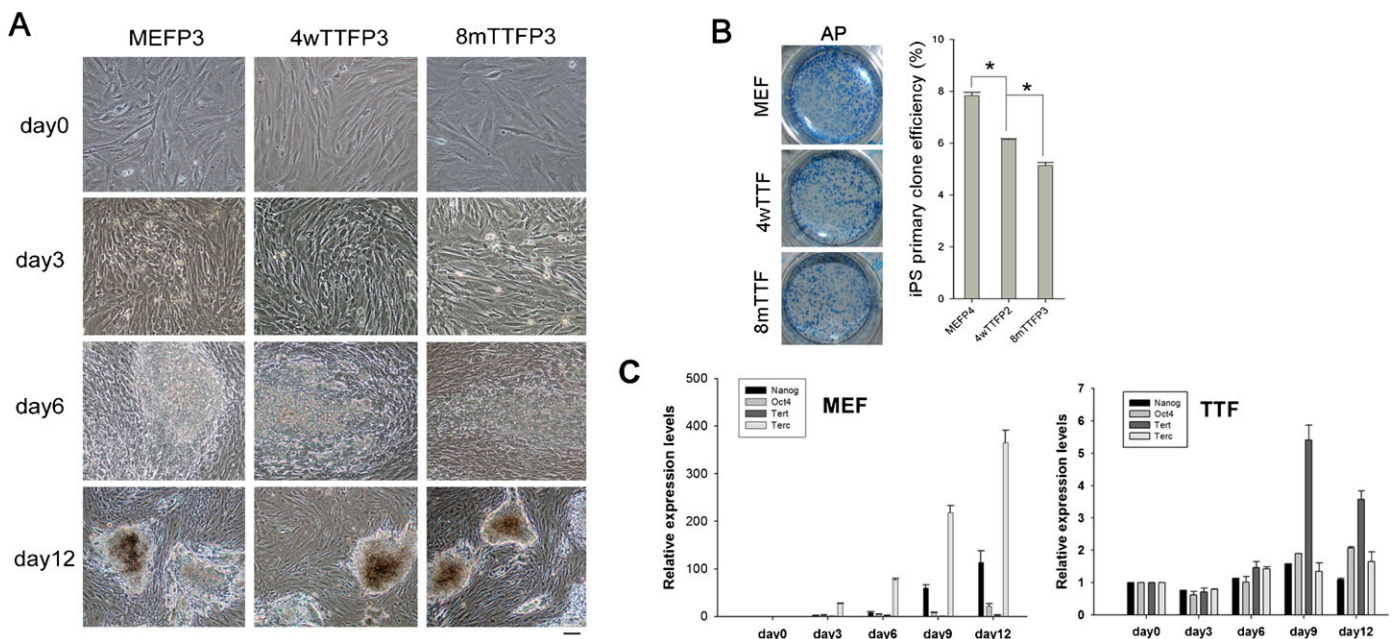 A
MEFP3 4wTTFP3 8mTTFP3
day0
day3
day6
day12
B
AP
MEF
4wTTF
8mTTF
iPS primary clone efficiency (%)
10
8
6
4
2
0
* *
MEFP4 4wTTFP2 8mTTFP3
C
MEF
Nanog
Oct4
Tert
Terc
Relative expression levels
500
400
300
200
100
0
day0 day3 day6 day9 day12
TTF
Nanog
Oct4
Tert
Terc
Relative expression levels
7
6
5
4
3
2
1
0
day0 day3 day6 day9 day12